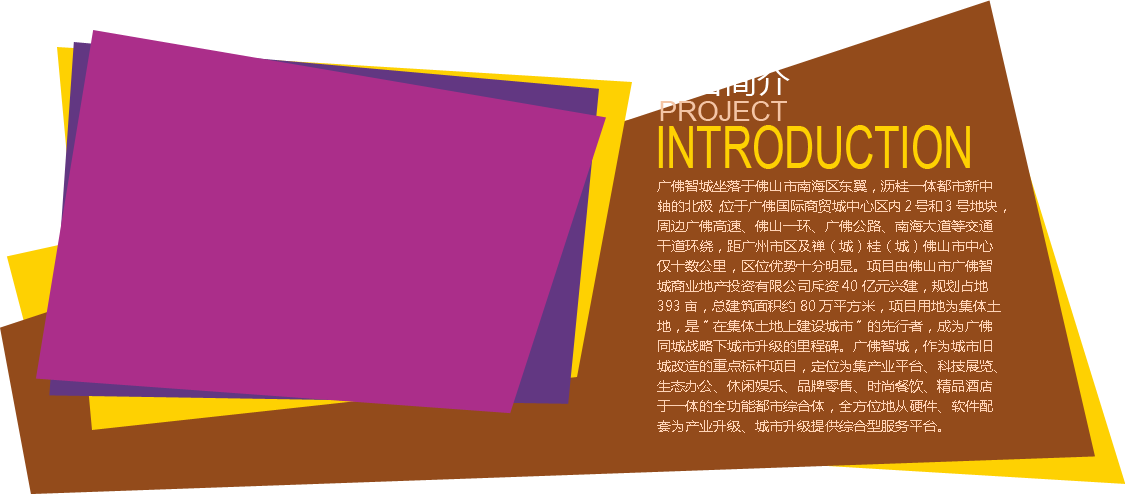 简介
PROJECT
INTRODUCTION
广佛智城坐落于佛山市南海区东翼，沥桂一体都市新中
轴的北极，位于广佛国际商贸城中心区内2号和3号地块，
周边广佛高速、佛山一环、广佛公路、南海大道等交通
干道环绕，距广州市区及禅（城）桂（城）佛山市中心
仅十数公里，区位优势十分明显。项目由佛山市广佛智
城商业地产投资有限公司斥资40亿元兴建，规划占地
393亩，总建筑面积约80万平方米，项目用地为集体土
地，是"在集体土地上建设城市"的先行者，成为广佛
同城战略下城市升级的里程碑。广佛智城，作为城市旧
城改造的重点标杆项目，定位为集产业平台、科技展览、
生态办公、休闲娱乐、品牌零售、时尚餐饮、精品酒店
于一体的全功能都市综合体，全方位地从硬件、软件配
套为产业升级、城市升级提供综合型服务平台。